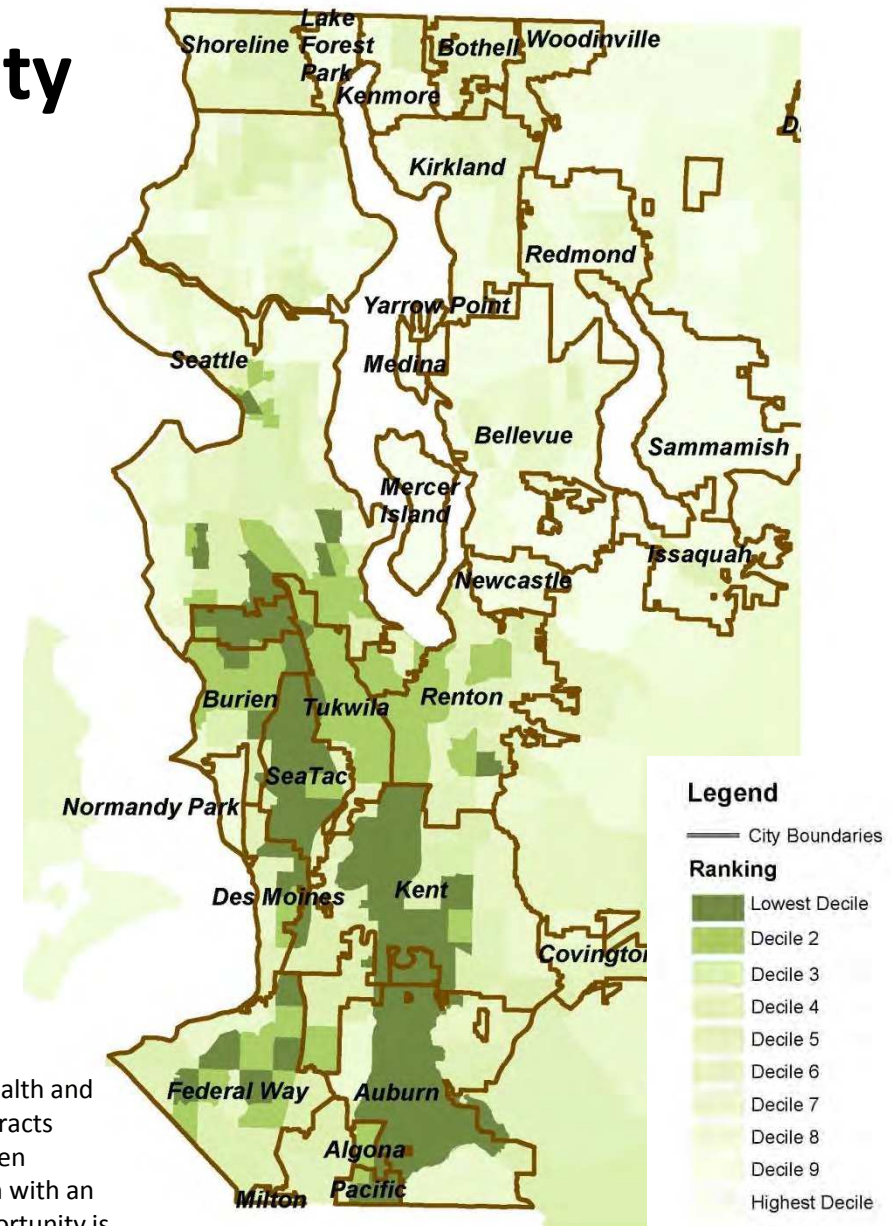 ty
Lake
Shoreline Forest Bothell Woodinville
Park
Kenmore
Kirkland
Redmond
Yarrow Point
Seattle
Medina
Bellevue
Sammamish
Mercer
Island
Issaquah
Newcastle
Burien
Tukwila
Renton
SeaTac
Normandy Park
Des Moines
Kent
Federal Way
Auburn
Algona
Pacific
Milton
Legend
City Boundaries
Ranking
Lowest Decile
Decile 2
Decile 3
Decile 4
Decile 5
Decile 6
Decile 7
Decile 8
Decile 9
Highest Decile
alth and
racts
en
with an
ortunity is